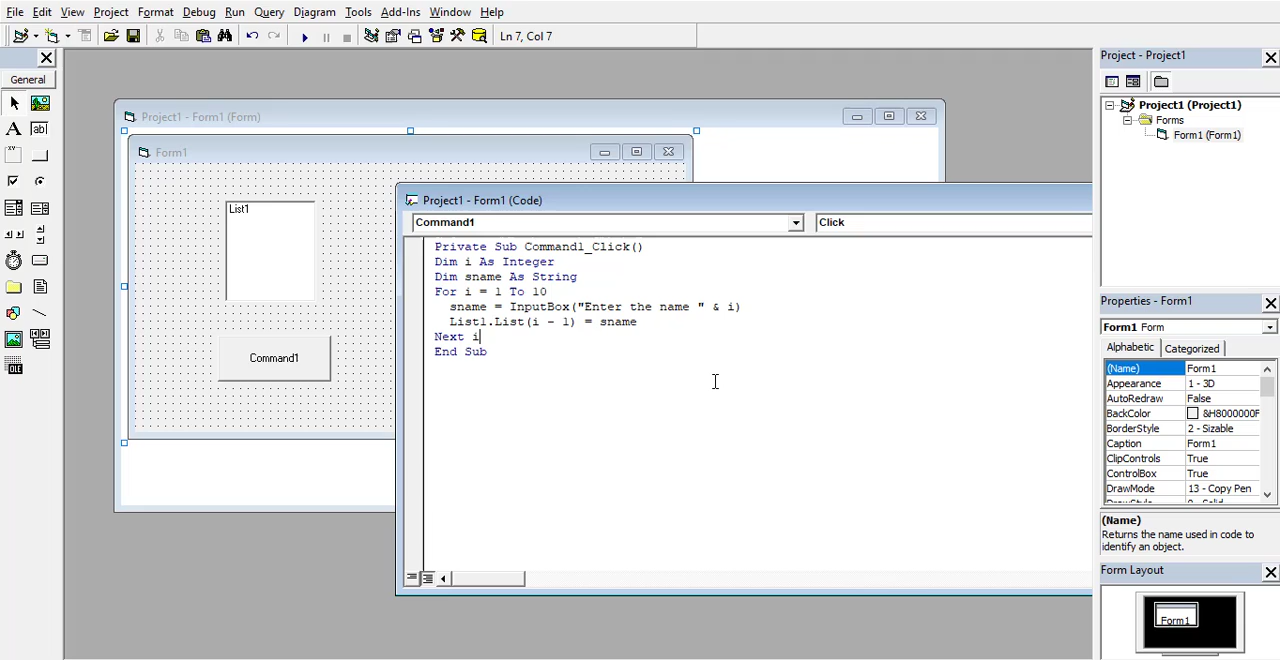 File Edit View Project Format Debug Run Query Diagram Tools Add-Ins Window Help
Ln 7, Col 7
General
A
ab|
XY
OLE
Project1 - Form1 (Form)
Form1
List1
Command1
Project1 - Form1 (Code)
Command1
Click
Private Sub Command1_Click()
Dim i As Integer
Dim sname As String
For i = 1 To 10
sname = InputBox("Enter the name " & i)
List1.List(i - 1) = sname
Next i
End Sub
Project - Project1
Project1 (Project1)
Forms
Form1 (Form1)
Properties - Form1
Form1 Form
Alphabetic Categorized
(Name) Form1
Appearance 1 - 3D
AutoRedraw False
BackColor &H8000000F
BorderStyle 2 - Sizable
Caption Form1
ClipControls True
ControlBox True
DrawMode 13 - Copy Pen
(Name)
Returns the name used in code to
identify an object.
Form Layout
Form1